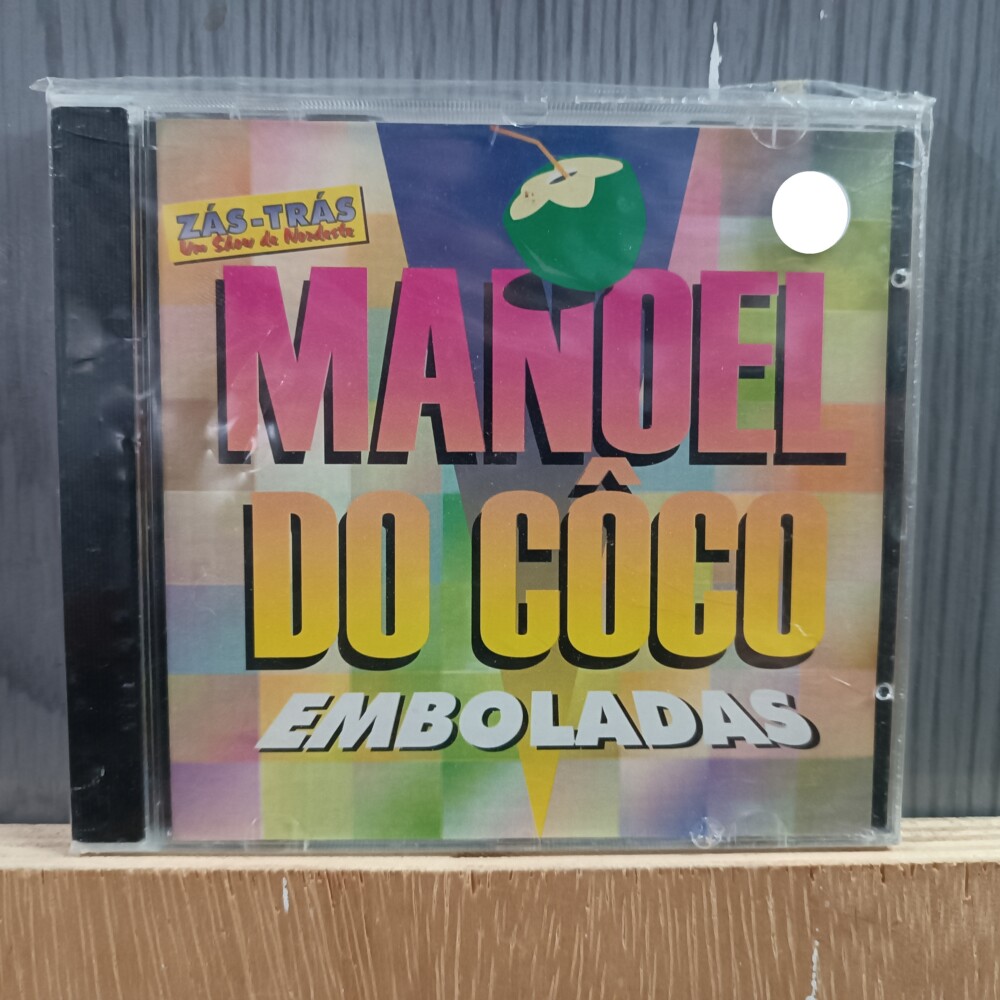 ZÁS-TRÁS
Um Show de Nordeste
MANOEL
DO CÔCO
EMBOLADAS